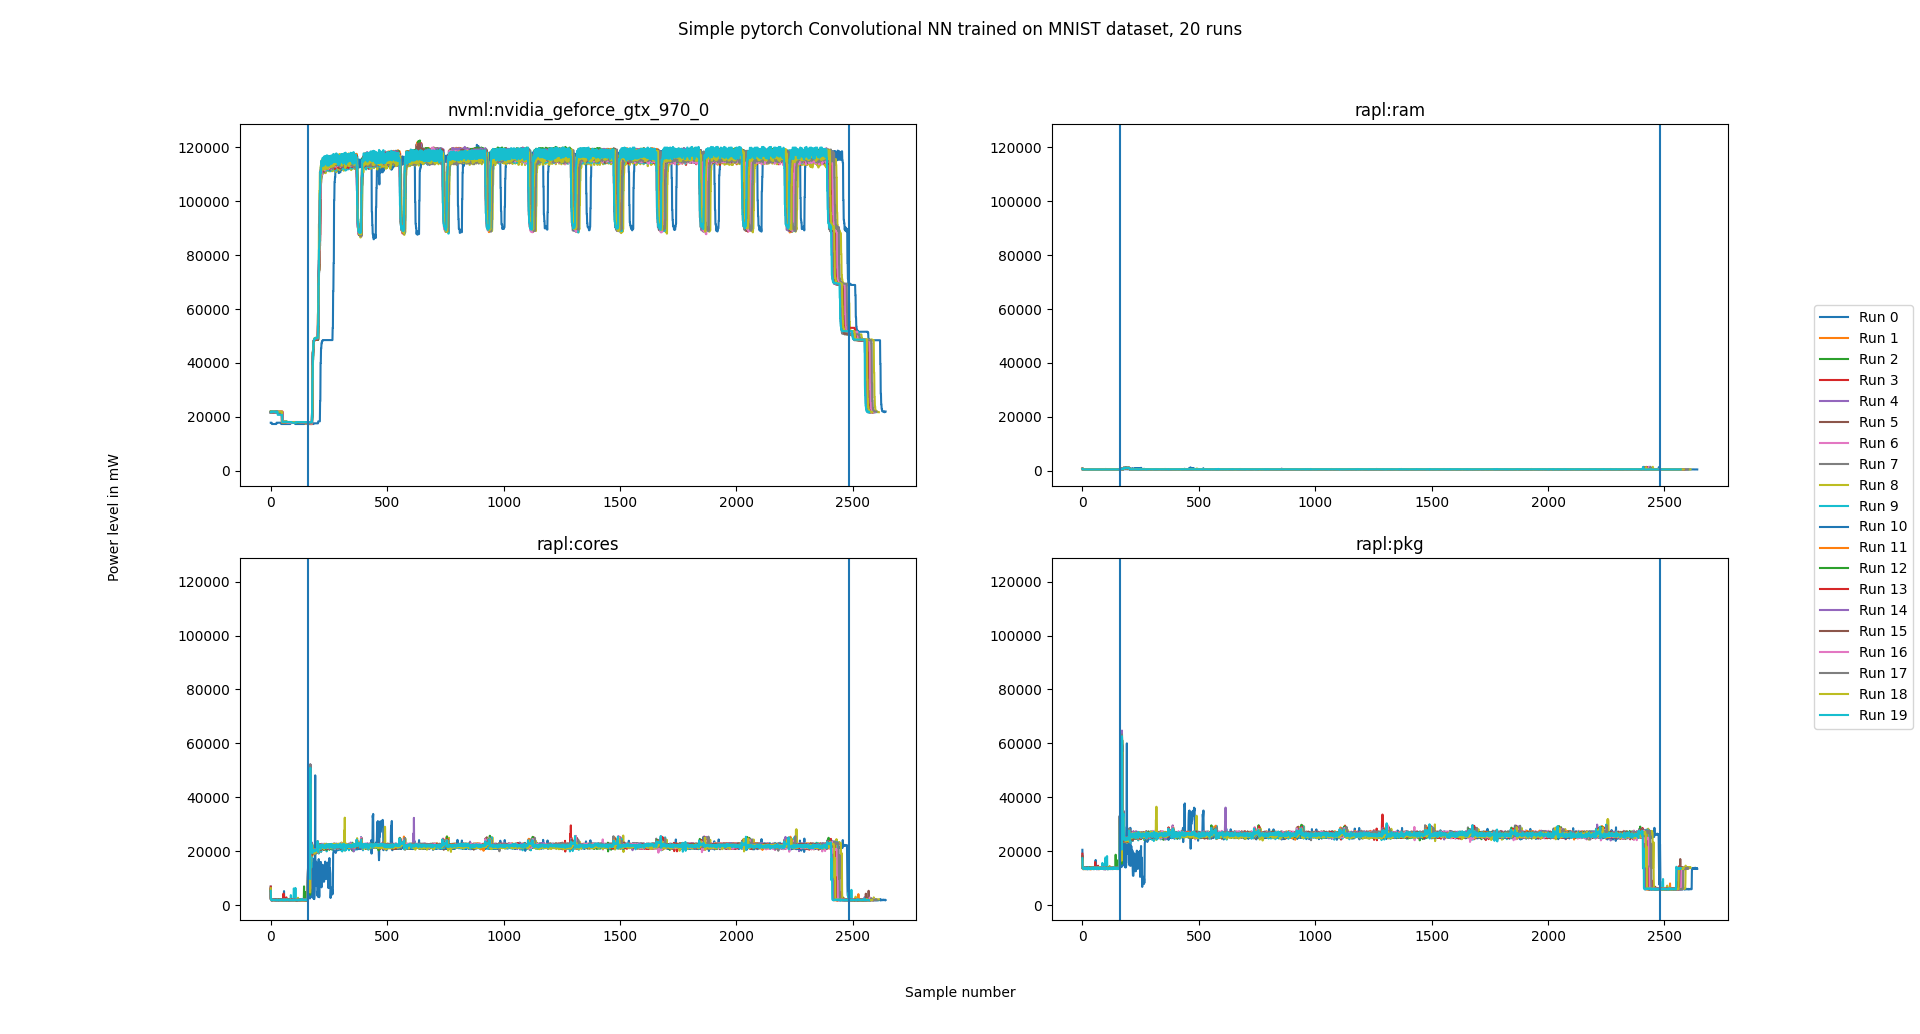 Simple pytorch Convolutional NN trained on MNIST dataset, 20 runs
nvml:nvidia_geforce_gtx_970_0
120000
100000
80000
60000
40000
20000
0
0 500 1000 1500 2000 2500
rapl:ram
120000
100000
80000
60000
40000
20000
0
0 500 1000 1500 2000 2500
rapl:cores
120000
100000
80000
60000
40000
20000
0
0 500 1000 1500 2000 2500
rapl:pkg
120000
100000
80000
60000
40000
20000
0
0 500 1000 1500 2000 2500
Power level in mW
Sample number
Run 0
Run 1
Run 2
Run 3
Run 4
Run 5
Run 6
Run 7
Run 8
Run 9
Run 10
Run 11
Run 12
Run 13
Run 14
Run 15
Run 16
Run 17
Run 18
Run 19